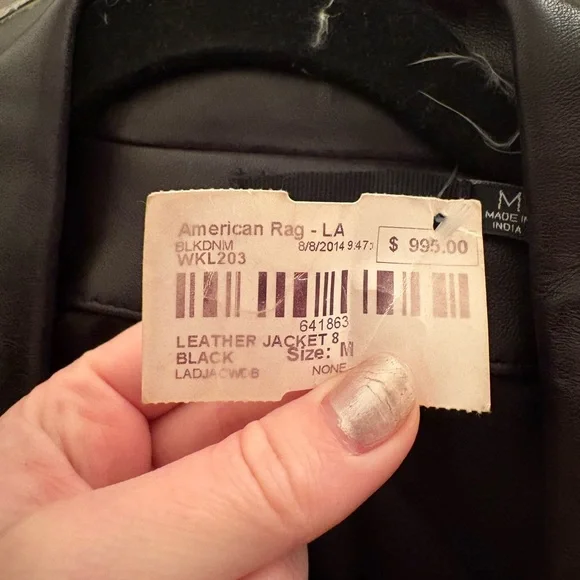 American Rag - LA
BLKDNM 8/8/2014 9:47:
WKL203
$ 995.00
641863
LEATHER JACKET 8
BLACK Size: M
NONE
M
MADE IN
INDIA